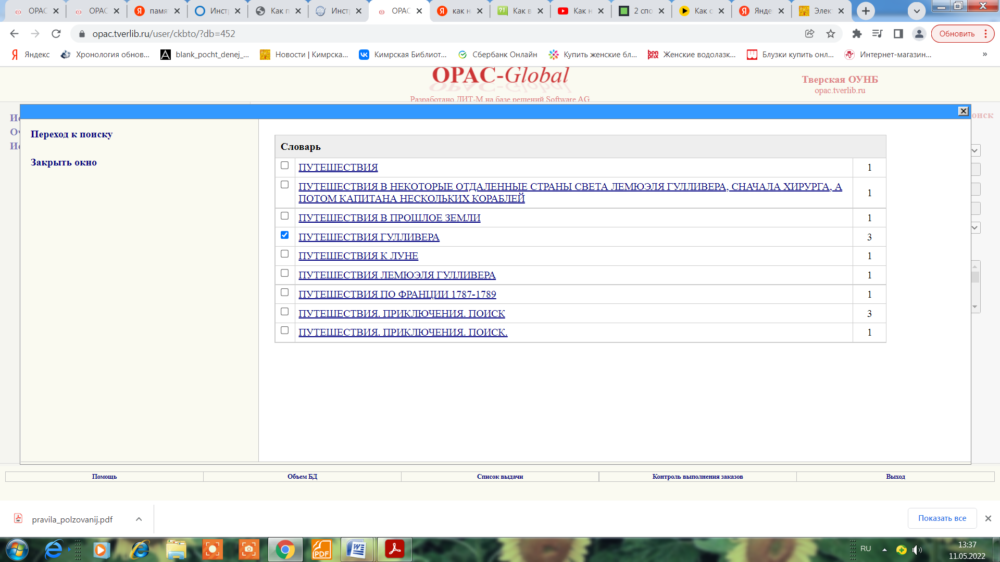 OPAC
OPAC
памя
Инст
Как п
Инст
OPAC
как н
Как в
Как н
2 спо
Как о
Янде
Элек
opac.tverlib.ru/user/ckbto/?db=452
Обновить
Яндекс
Хронология обнов...
blank_pocht_denej_...
Новости | Кимрска...
Кимрская Библиот...
Сбербанк Онлайн
Купить женские бл...
Женские водолазк...
Блузки купить онл...
Интернет-магазин...
»
OPAC-Global
Разработано ДИТ-М на базе решений Software AG
Тверская ОУНБ
opac.tverlib.ru
оиск
Переход к поиску
Закрыть окно
Словарь
ПУТЕШЕСТВИЯ 1
ПУТЕШЕСТВИЯ В НЕКОТОРЫЕ ОТДАЛЕННЫЕ СТРАНЫ СВЕТА ЛЕМЮЭЛЯ ГУЛЛИВЕРА, СНАЧАЛА ХИРУРГА, А
ПОТОМ КАПИТАНА НЕСКОЛЬКИХ КОРАБЛЕЙ 1
ПУТЕШЕСТВИЯ В ПРОШЛОЕ ЗЕМЛИ 1
ПУТЕШЕСТВИЯ ГУЛЛИВЕРА 3
ПУТЕШЕСТВИЯ К ЛУНЕ 1
ПУТЕШЕСТВИЯ ЛЕМЮЭЛЯ ГУЛЛИВЕРА 1
ПУТЕШЕСТВИЯ ПО ФРАНЦИИ 1787-1789 1
ПУТЕШЕСТВИЯ. ПРИКЛЮЧЕНИЯ. ПОИСК 3
ПУТЕШЕСТВИЯ. ПРИКЛЮЧЕНИЯ. ПОИСК. 1
Помощь
Объем БД
Список выдачи
Контроль выполнения заказов
Выход
pravila_polzovanij.pdf
Показать все
PDF
RU
13:37
11.05.2022